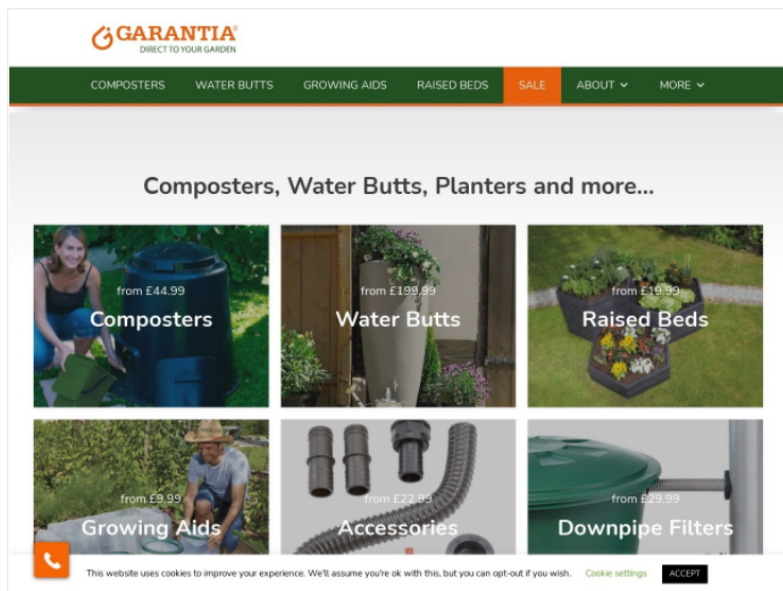 GARANTIA®
DIRECT TO YOUR GARDEN
COMPOSTERS WATER BUTTS GROWING AIDS RAISED BEDS SALE ABOUT MORE
Composters, Water Butts, Planters and more...
from £44.99
Composters
from £199.99
Water Butts
from £19.99
Raised Beds
from £9.99
Growing Aids
from £22.99
Accessories
from £29.99
Downpipe Filters
This website uses cookies to improve your experience. We'll assume you're ok with this, but you can opt-out if you wish. Cookie settings ACCEPT